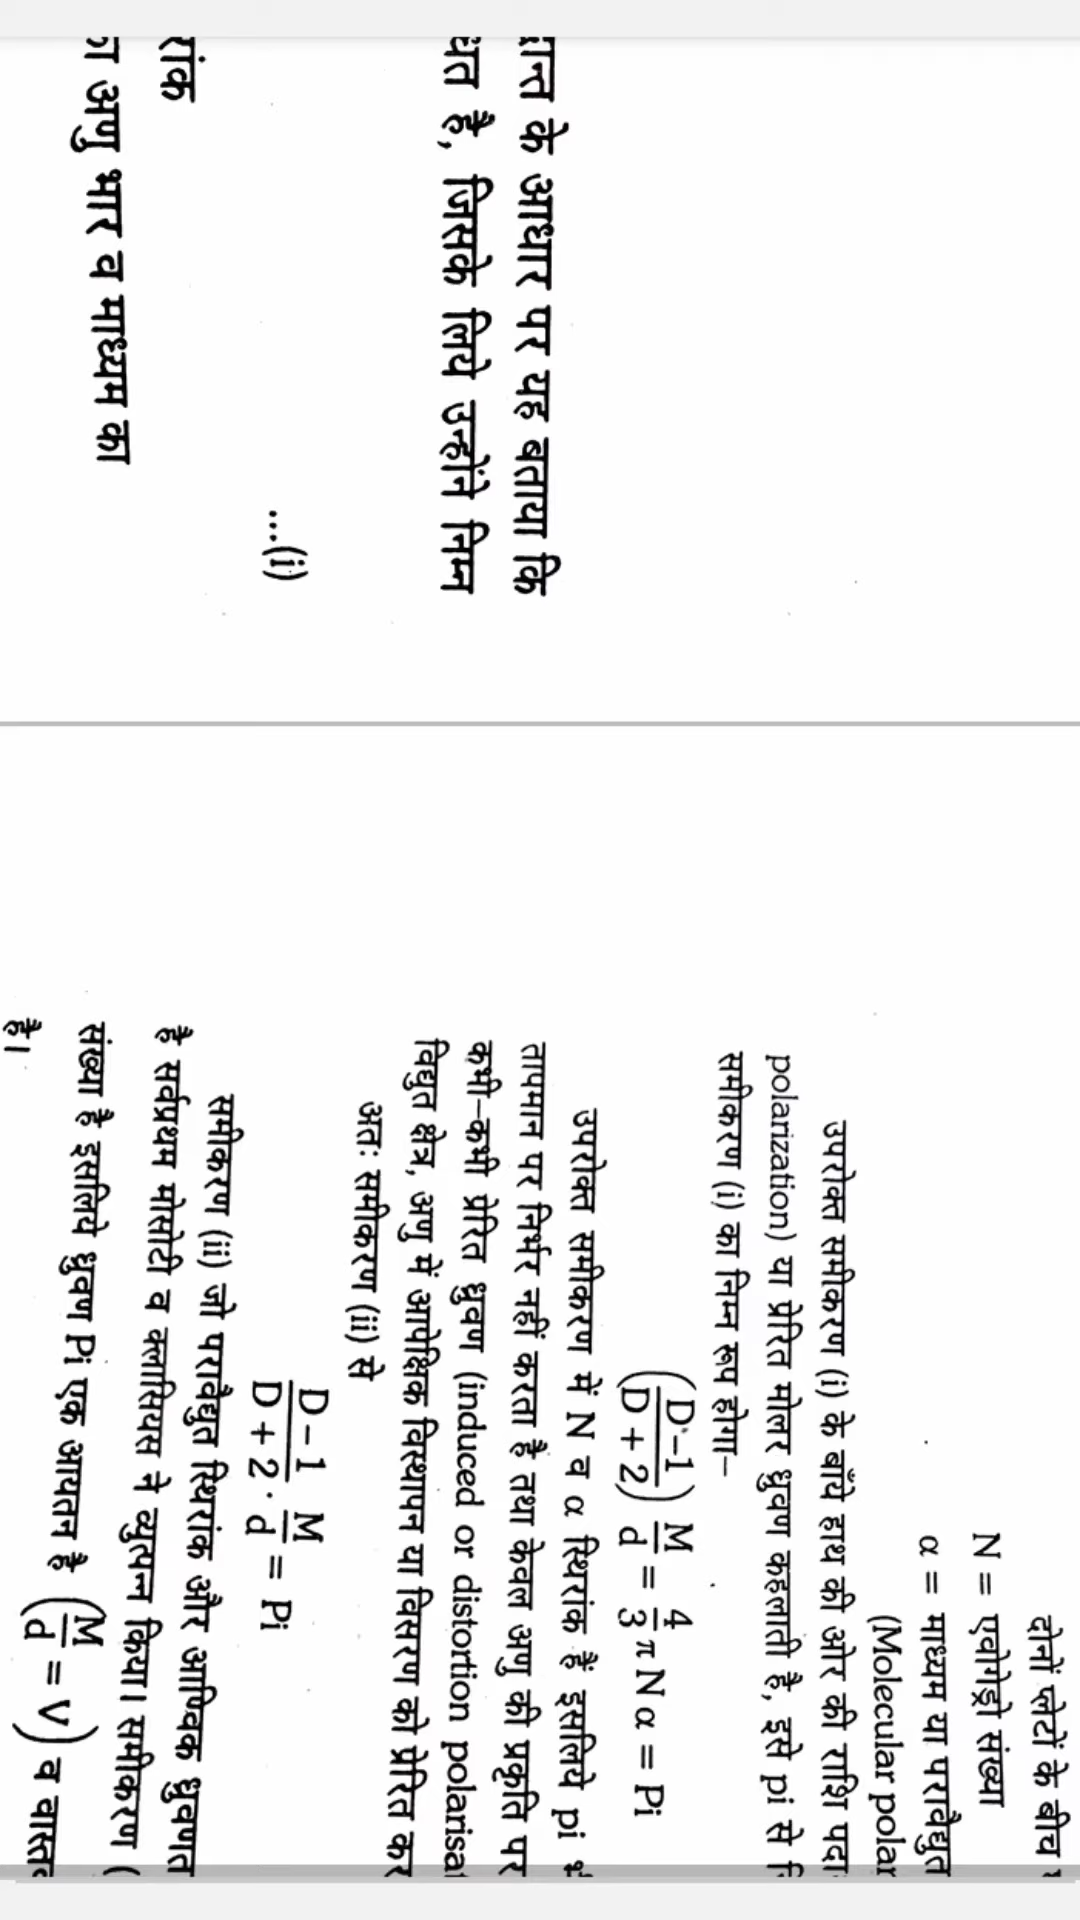 के आधार पर यह बताया कि
है, जिसके लिये उन्होंने निम्न
...(i)
अणु भार व माध्यम का
दोनों प्लेटों के बीच
N = एवोगेड्रो संख्या
α = माध्यम या परावैद्युत
(Molecular polar
उपरोक्त समीकरण (i) के बाँये हाथ की ओर की राशि
polarization) या प्रेरित मोलर ध्रुवण कहलाती है, इसे pi से
समीकरण (i) का निम्न रूप होगा–
(D-1/D+2) M/d = 4/3 π N α = Pi
उपरोक्त समीकरण में N व α स्थिरांक हैं इसलिये pi
तापमान पर निर्भर नहीं करता है तथा केवल अणु की प्रकृति पर
कभी-कभी प्रेरित ध्रुवण (induced or distortion polarisa
विद्युत क्षेत्र, अणु में आपेक्षिक विस्थापन या विसरण को प्रेरित कर
अतः समीकरण (ii) से
D-1/D+2 · M/d = Pi
समीकरण (ii) जो परावैद्युत स्थिरांक और आण्विक ध्रुवणत
है सर्वप्रथम मोसोटी व क्लासियस ने व्युत्पन्न किया। समीकरण (
संख्या है इसलिये ध्रुवण Pi एक आयतन है (M/d = V) व
है।